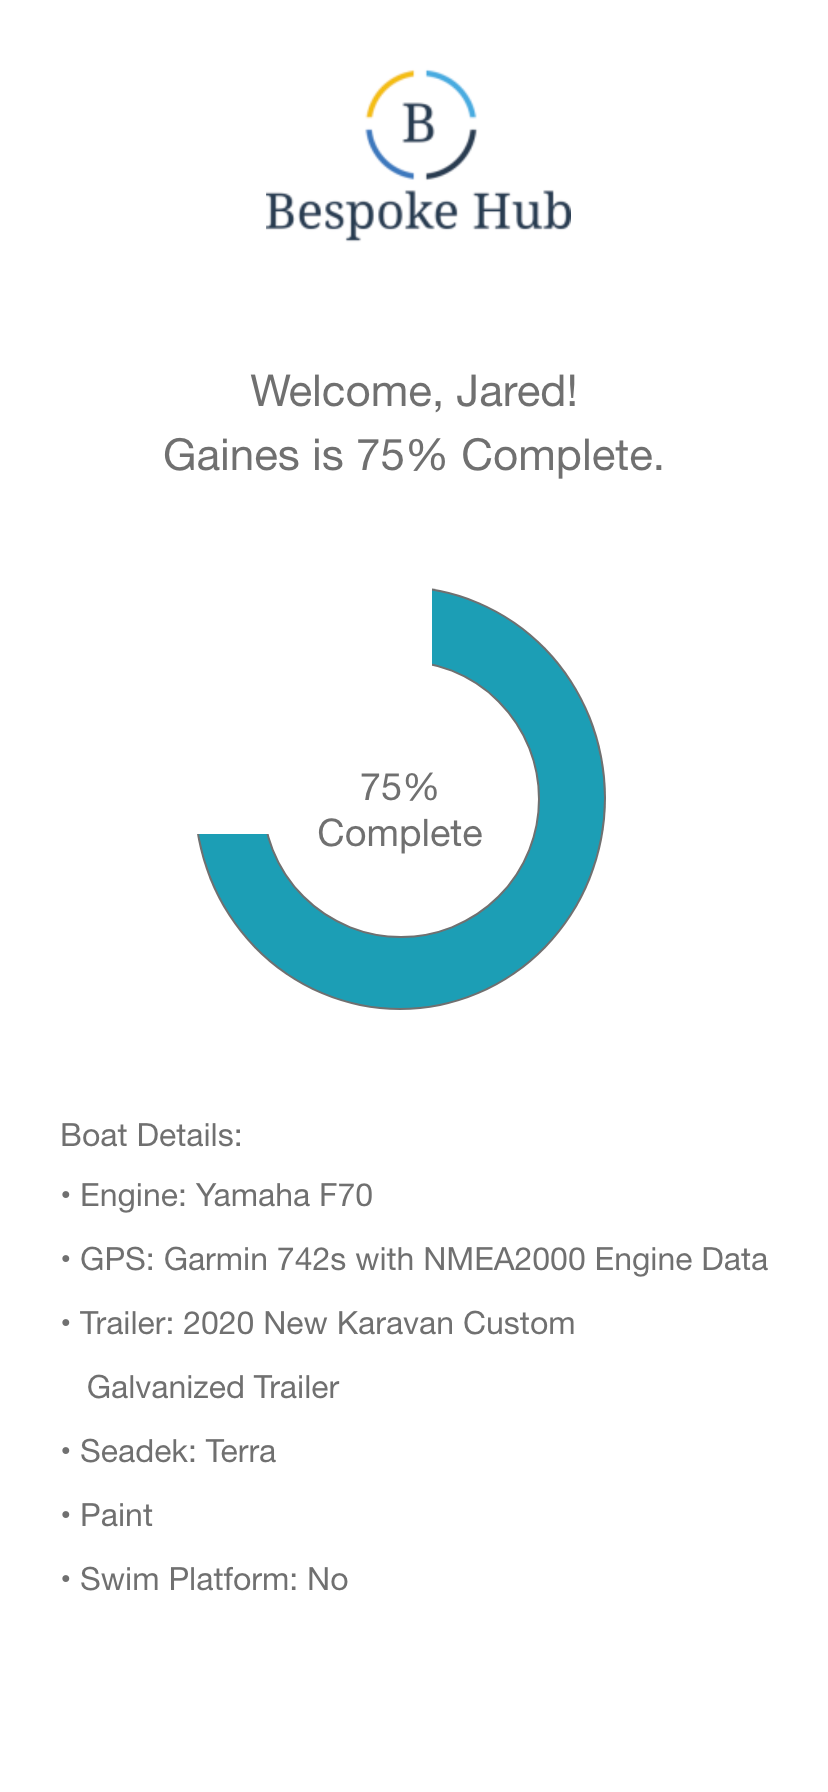 B
Bespoke Hub
Welcome, Jared!
Gaines is 75% Complete.
75%
Complete
Boat Details:
• Engine: Yamaha F70
• GPS: Garmin 742s with NMEA2000 Engine Data
• Trailer: 2020 New Karavan Custom
Galvanized Trailer
• Seadek: Terra
• Paint
• Swim Platform: No